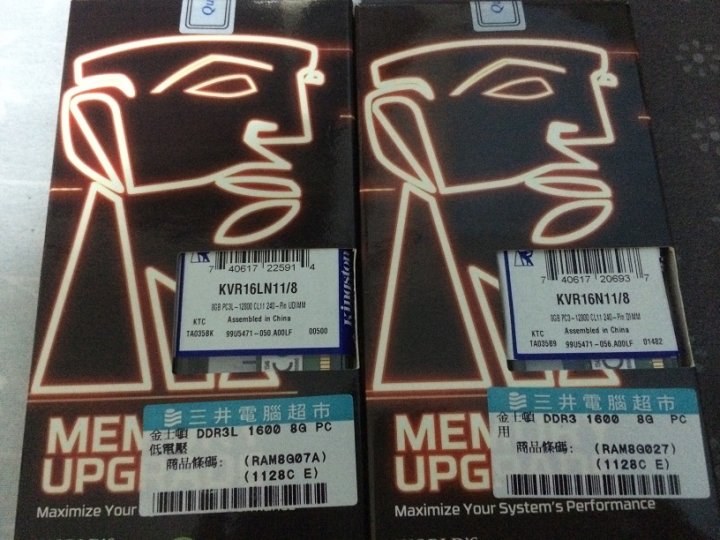 Qu
7 40617 22591 4
KVR16LN11/8
8GB PC3L-12800 CL11 240-Pin UDIMM
Assembled in China
KTC
TA0358K 99U5471-050.A00LF 00500
Kingston
MEM
UPG
三井電腦超市
金士頓 DDR3L 1600 8G PC
低電壓
商品條碼: (RAM8G07A)
(1128C E)
Maximize Your
Qu
7 40617 20693 7
KVR16N11/8
8GB PC3-12800 CL11 240-Pin DIMM
Assembled in China
KTC
TA0359 99U5471-056.A00LF 01482
MEM
UPG
三井電腦超市
金士頓 DDR3 1600 8G PC
用
商品條碼: (RAM8G027)
(1128C E)
Maximize Your System's Performance